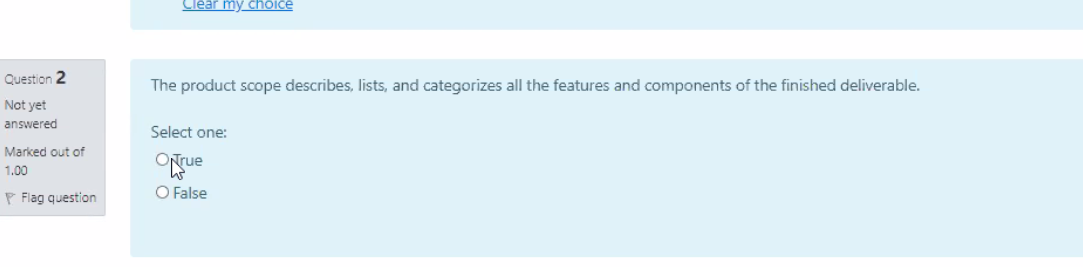 Clear my choice
Question 2
Not yet
answered
Marked out of
1.00
Flag question
The product scope describes, lists, and categorizes all the features and components of the finished deliverable.
Select one:
True
False